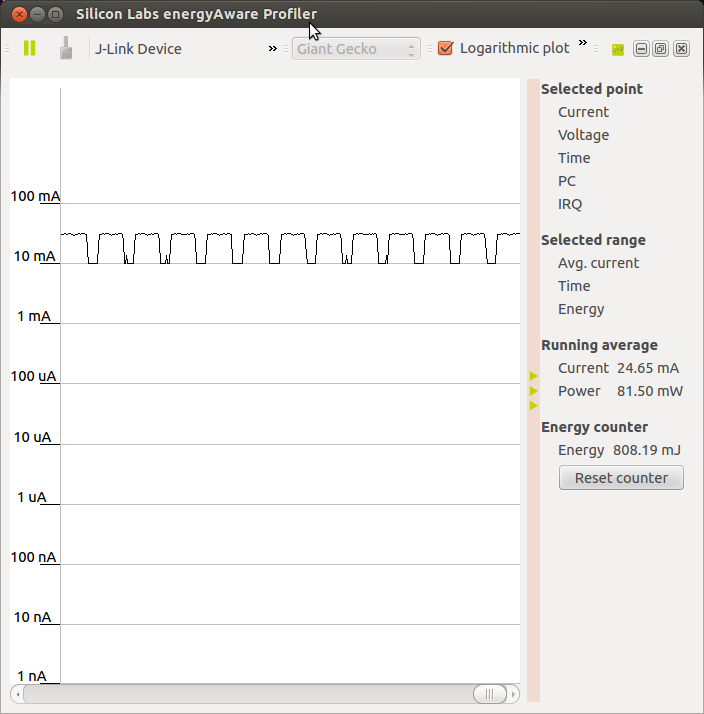 Silicon Labs energyAware Profiler
J-Link Device
»
Giant Gecko
Logarithmic plot
»
100 mA
10 mA
1 mA
100 uA
10 uA
1 uA
100 nA
10 nA
1 nA
Selected point
Current
Voltage
Time
PC
IRQ
Selected range
Avg. current
Time
Energy
Running average
Current 24.65 mA
Power 81.50 mW
Energy counter
Energy 808.19 mJ
Reset counter